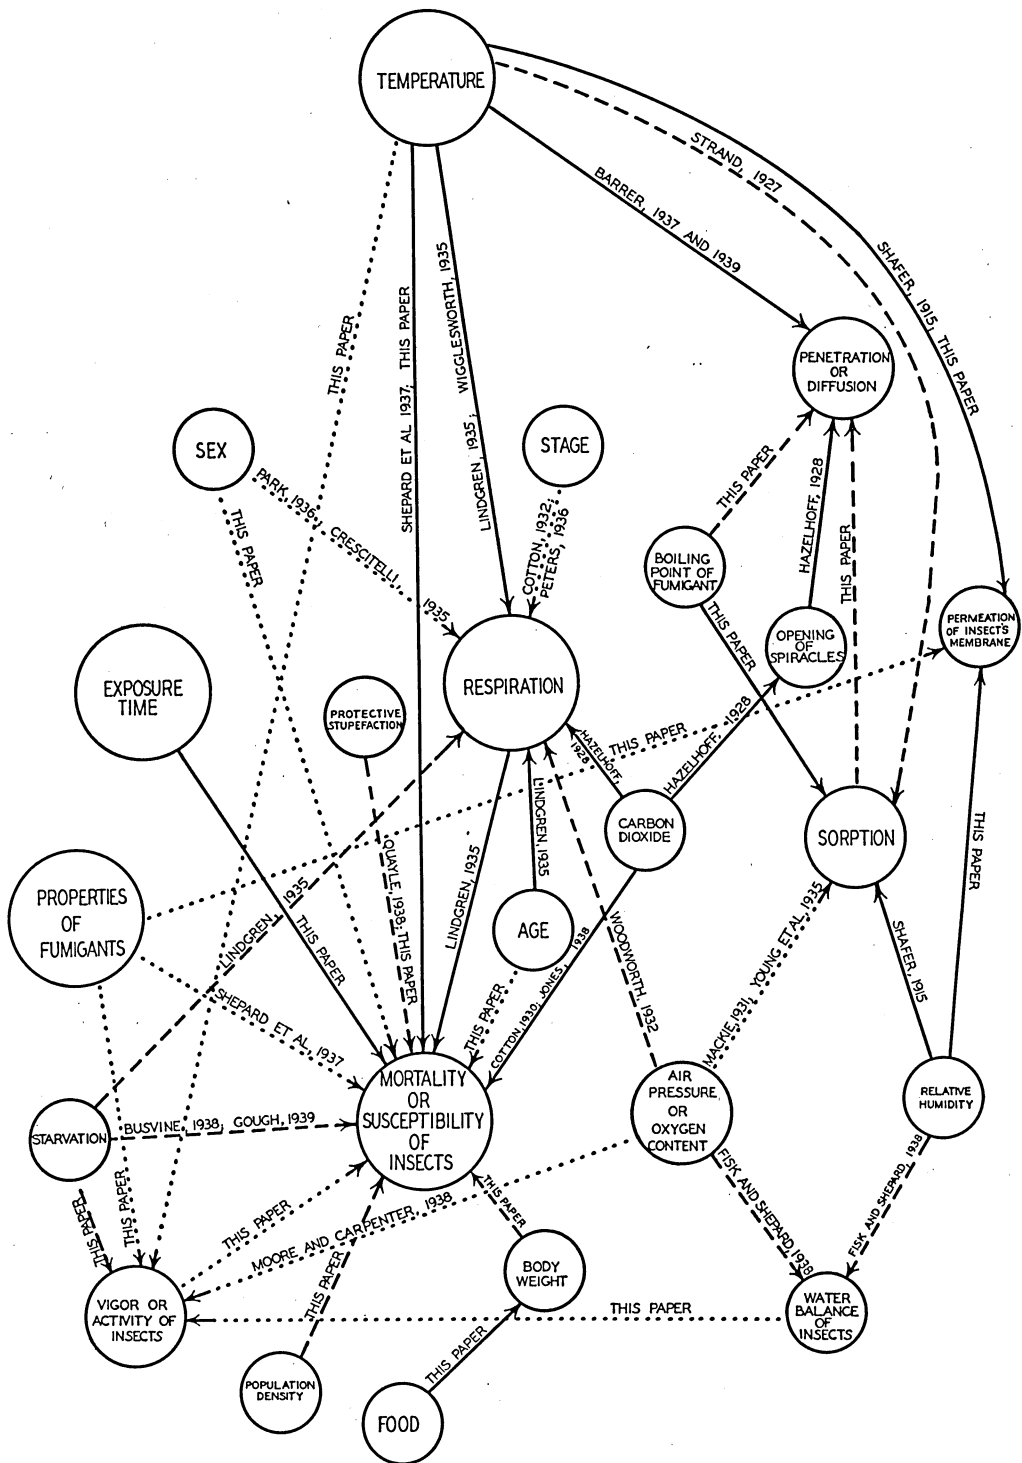 TEMPERATURE
STRAND, 1927
BARRER, 1937 AND 1939
SHAFER, 1915; THIS PAPER
THIS PAPER
SHEPARD ET AL 1937; THIS PAPER
LINDGREN, 1935; WIGGLESWORTH, 1935
PENETRATION
OR
DIFFUSION
SEX
STAGE
PARK, 1936; CRESCITELLI, 1935
THIS PAPER
COTTON, 1932;
PETERS, 1936
THIS PAPER
HAZELHOFF, 1928
THIS PAPER
BOILING
POINT OF
FUMIGANT
THIS PAPER
OPENING
OF
SPIRACLES
PERMEATION
OF INSECT'S
MEMBRANE
EXPOSURE
TIME
PROTECTIVE
STUPEFACTION
RESPIRATION
THIS PAPER
HAZELHOFF,
1928
HAZELHOFF, 1928
LINDGREN, 1935
CARBON
DIOXIDE
SORPTION
THIS PAPER
PROPERTIES
OF
FUMIGANTS
LINDGREN, 1935
THIS PAPER
QUAYLE, 1938; THIS PAPER
LINDGREN, 1935
AGE
THIS PAPER
COTTON, 1930; JONES, 1938
WOODWORTH, 1932
MACKIE, 1931, YOUNG ET AL, 1935
SHAFER, 1915
SHEPARD ET AL, 1937
MORTALITY
OR
SUSCEPTIBILITY
OF
INSECTS
AIR
PRESSURE
OR
OXYGEN
CONTENT
RELATIVE
HUMIDITY
STARVATION
BUSVINE, 1938; GOUGH, 1939
THIS PAPER
THIS PAPER
THIS PAPER
MOORE AND CARPENTER, 1938
THIS PAPER
FISK AND SHEPARD, 1938
FISK AND SHEPARD, 1938
VIGOR OR
ACTIVITY OF
INSECTS
THIS PAPER
BODY
WEIGHT
THIS PAPER
WATER
BALANCE
OF
INSECTS
POPULATION
DENSITY
THIS PAPER
FOOD